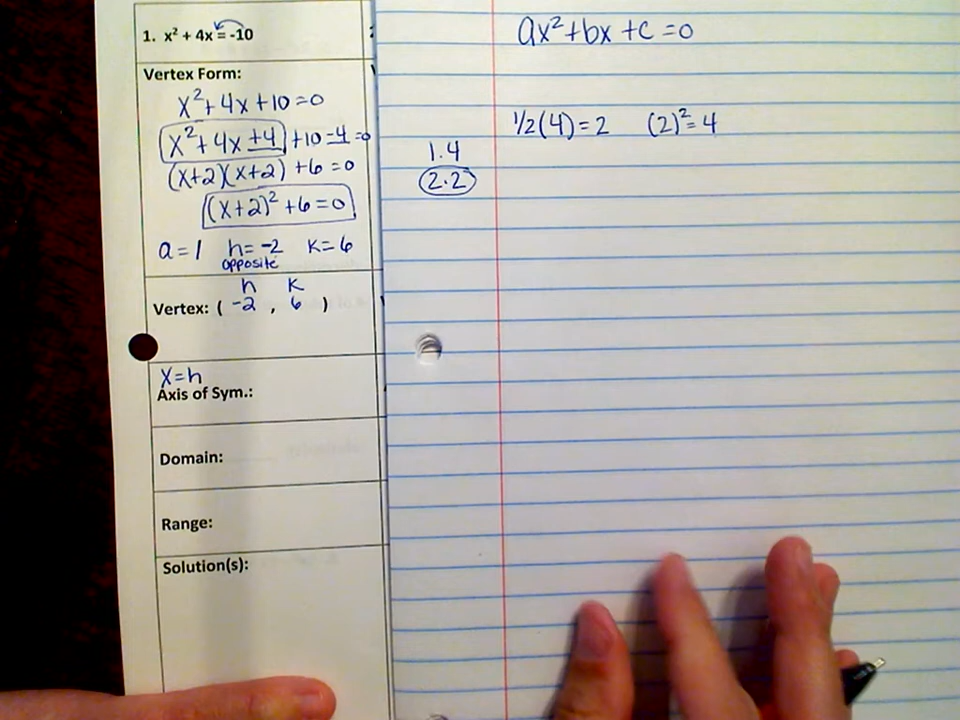 1. x² + 4x = -10
Vertex Form:
x²+4x+10=0
x²+4x+4+10-4=0
(x+2)(x+2)+6=0
(x+2)²+6=0
a=1 h=-2 k=6
opposite
h k
Vertex: ( -2 , 6 )
x=h
Axis of Sym.:
Domain:
Range:
Solution(s):
ax²+bx+c=0
1/2(4)=2 (2)²=4
1·4
2·2